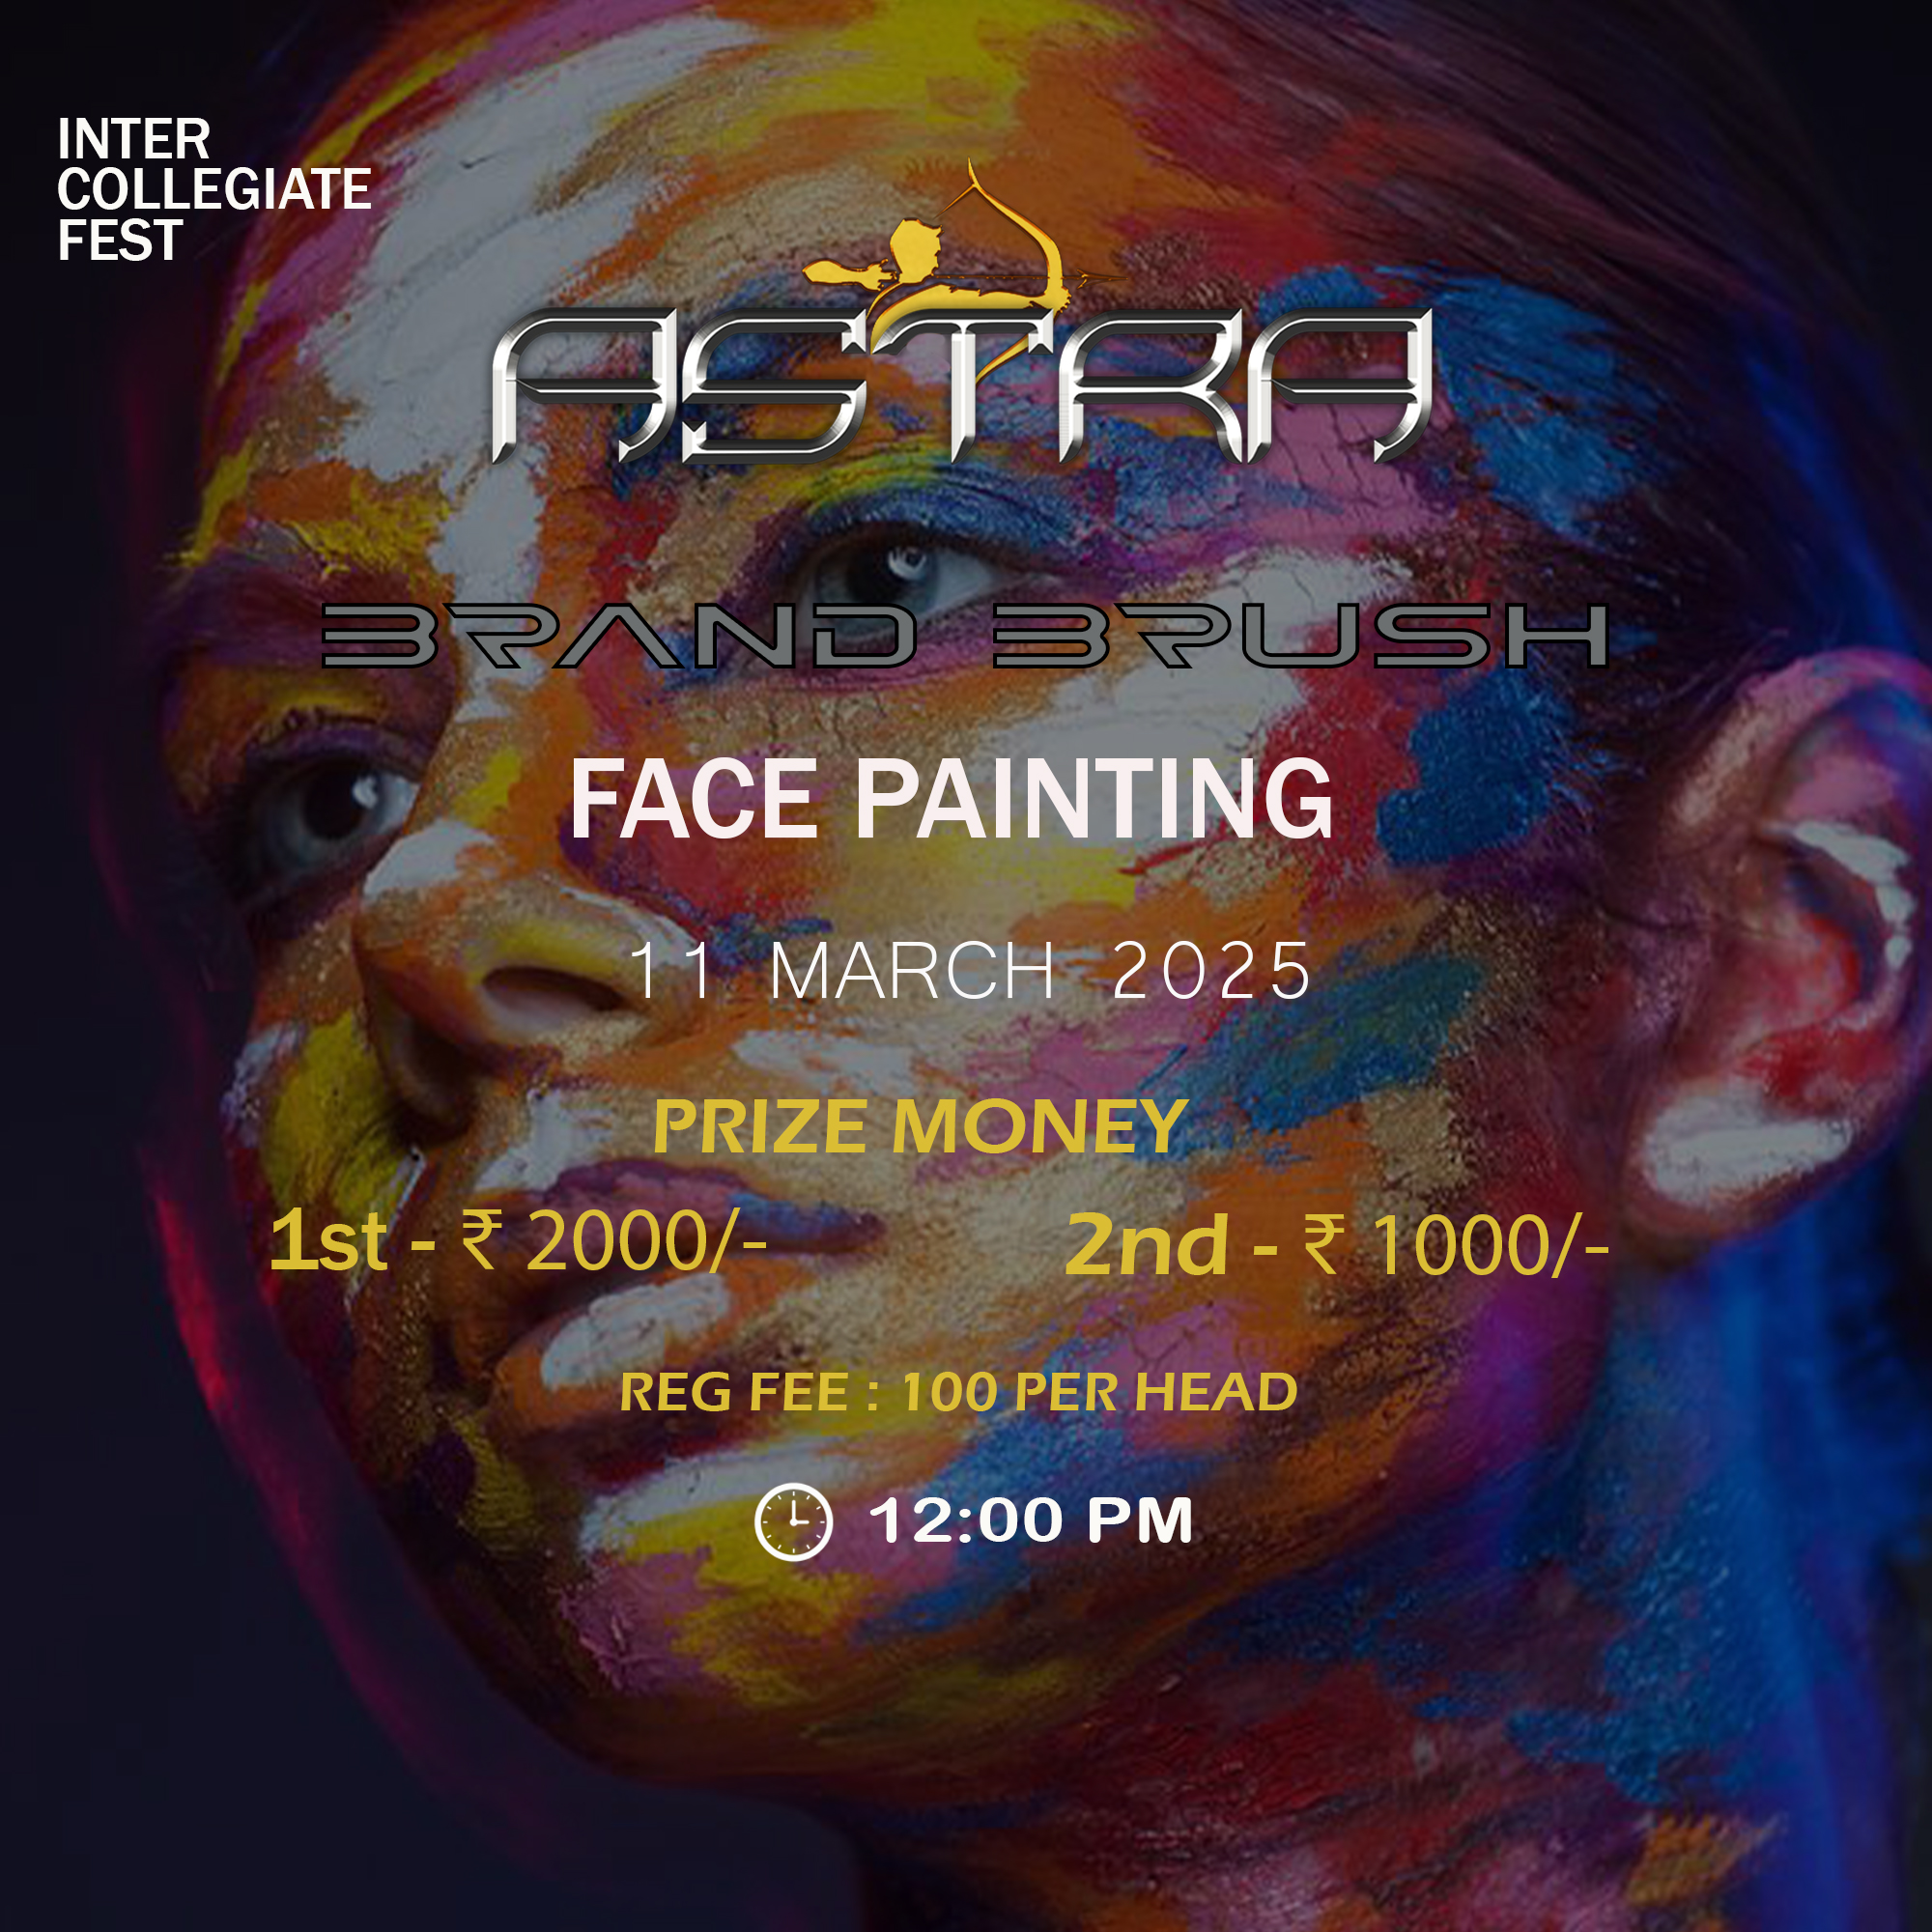 INTER
COLLEGIATE
FEST
ASTRA
BRAND BRUSH
FACE PAINTING
11 MARCH 2025
PRIZE MONEY
1st - ₹ 2000/- 2nd - ₹ 1000/-
REG FEE : 100 PER HEAD
12:00 PM